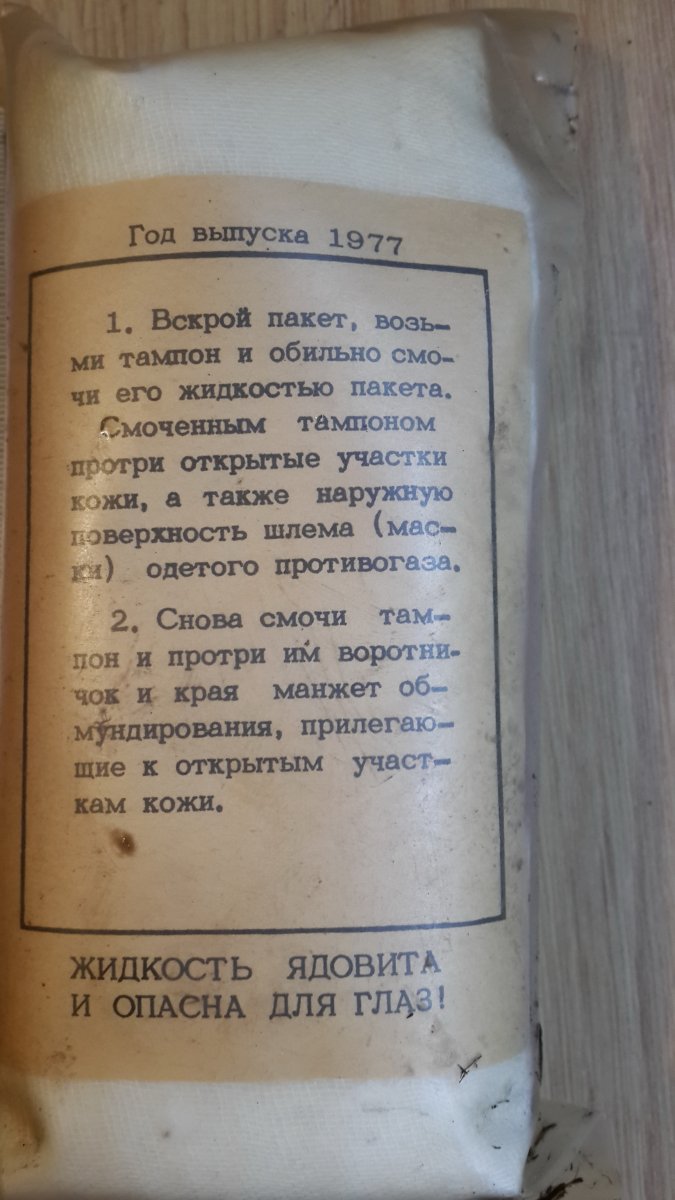 Год выпуска 1977
1. Вскрой пакет, возь-
ми тампон и обильно смо-
чи его жидкостью пакета.
Смоченным тампоном
протри открытые участки
кожи, а также наружную
поверхность шлема (мас-
ки) одетого противогаза.
2. Снова смочи там-
пон и протри им воротни-
чок и края манжет об-
мундирования, прилегаю-
щие к открытым участ-
кам кожи.
ЖИДКОСТЬ ЯДОВИТА
И ОПАСНА ДЛЯ ГЛАЗ!